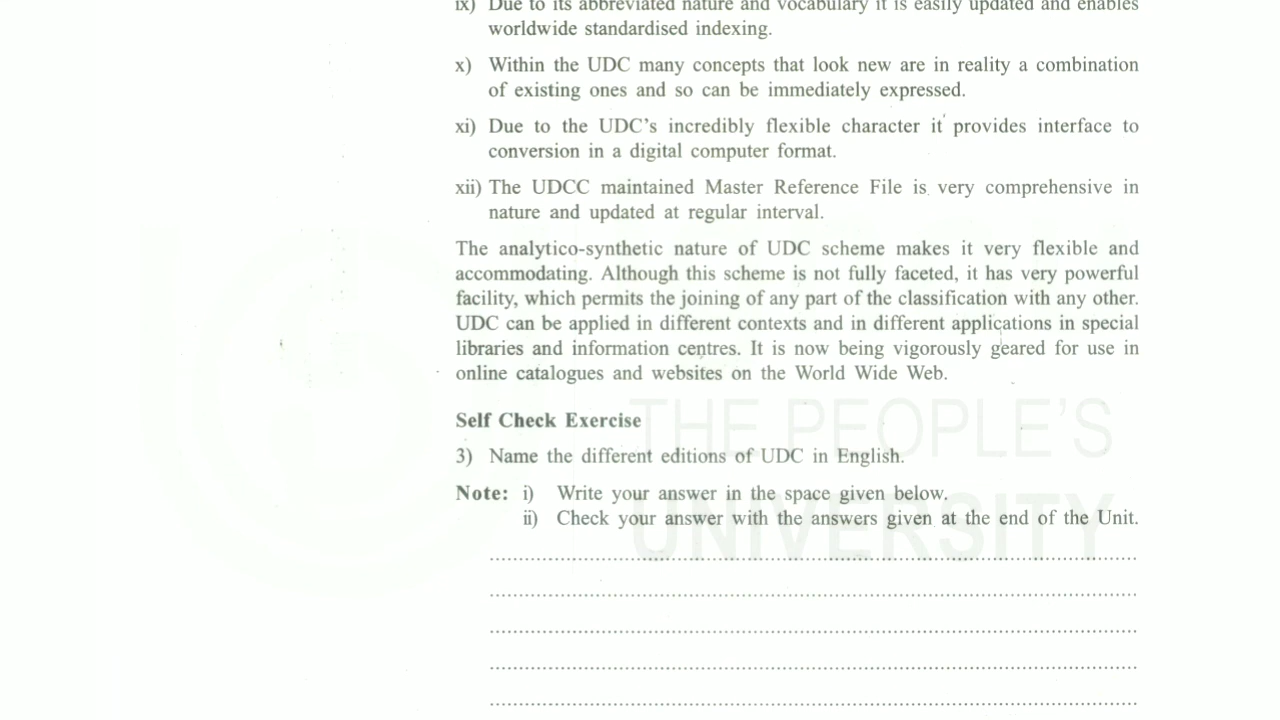 ix) Due to its abbreviated nature and vocabulary it is easily updated and enables
worldwide standardised indexing.
x) Within the UDC many concepts that look new are in reality a combination
of existing ones and so can be immediately expressed.
xi) Due to the UDC's incredibly flexible character it provides interface to
conversion in a digital computer format.
xii) The UDCC maintained Master Reference File is very comprehensive in
nature and updated at regular interval.
The analytico-synthetic nature of UDC scheme makes it very flexible and
accommodating. Although this scheme is not fully faceted, it has very powerful
facility, which permits the joining of any part of the classification with any other.
UDC can be applied in different contexts and in different applications in special
libraries and information centres. It is now being vigorously geared for use in
online catalogues and websites on the World Wide Web.
Self Check Exercise
THE PEOPLE'S
3) Name the different editions of UDC in English.
Note: i) Write your answer in the space given below.
ii) Check your answer with the answers given at the end of the Unit.
UNIVERSITY